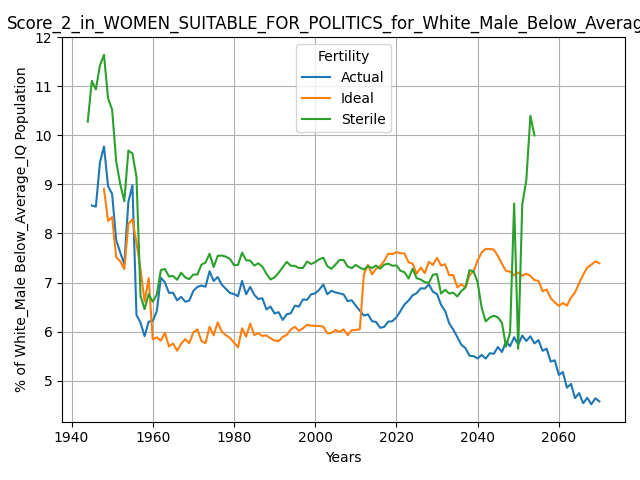 Score_2_in_WOMEN_SUITABLE_FOR_POLITICS_for_White_Male_Below_Averag
Fertility
Actual
Ideal
Sterile
% of White_Male Below_Average_IQ Population
12
11
10
9
8
7
6
5
1940 1960 1980 2000 2020 2040 2060
Years